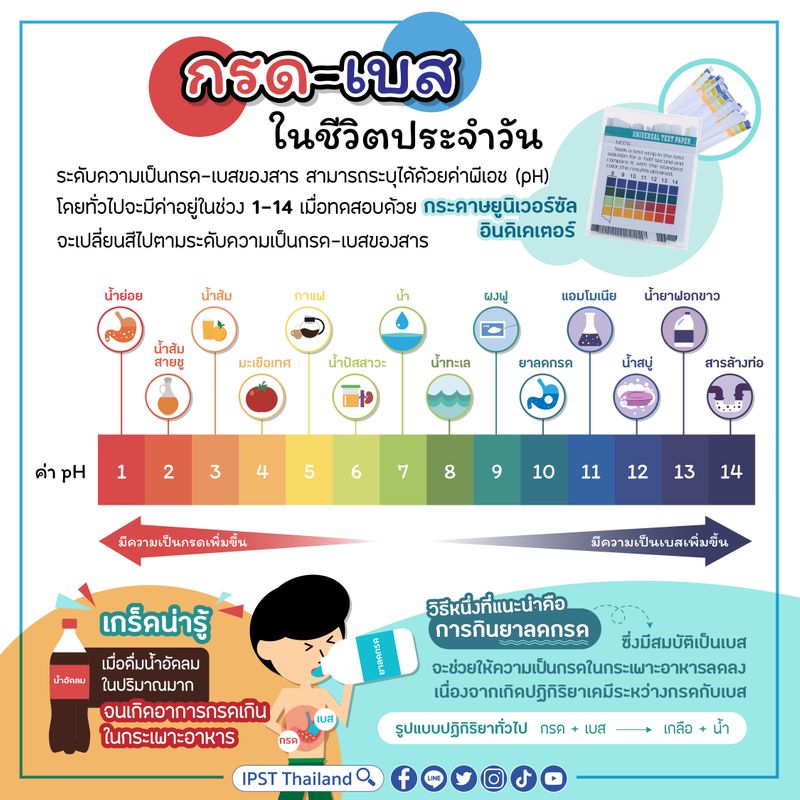 กรด-เบส
ในชีวิตประจำวัน
ระดับความเป็นกรด-เบสของสาร สามารถระบุได้ด้วยค่าพีเอช (pH)
โดยทั่วไปจะมีค่าอยู่ในช่วง 1-14 เมื่อทดสอบด้วย กระดาษยูนิเวอร์ซัล
อินดิเคเตอร์
จะเปลี่ยนสีไปตามระดับความเป็นกรด-เบสของสาร
UNIVERSAL TEST PAPER
NOTE
Soak a test strip in the test
solution for a half second and
compare it with the standard
8 9 10 11 12 13 14
น้ำย่อย น้ำส้ม กาแฟ น้ำ ผงฟู แอมโมเนีย น้ำยาฟอกขาว
น้ำส้ม
สายชู มะเขือเทศ น้ำปัสสาวะ น้ำทะเล ยาลดกรด น้ำสบู่ สารล้างท่อ
ค่า pH 1 2 3 4 5 6 7 8 9 10 11 12 13 14
มีความเป็นกรดเพิ่มขึ้น มีความเป็นเบสเพิ่มขึ้น
เกร็ดน่ารู้
น้ำอัดลม
เมื่อดื่มน้ำอัดลม
ในปริมาณมาก
จนเกิดอาการกรดเกิน
ในกระเพาะอาหาร
ยาลดกรด
เบส
กรด
วิธีหนึ่งที่แนะนำคือ
การกินยาลดกรด ซึ่งมีสมบัติเป็นเบส
จะช่วยให้ความเป็นกรดในกระเพาะอาหารลดลง
เนื่องจากเกิดปฏิกิริยาเคมีระหว่างกรดกับเบส
รูปแบบปฏิกิริยาทั่วไป กรด + เบส → เกลือ + น้ำ
IPST Thailand
LINE